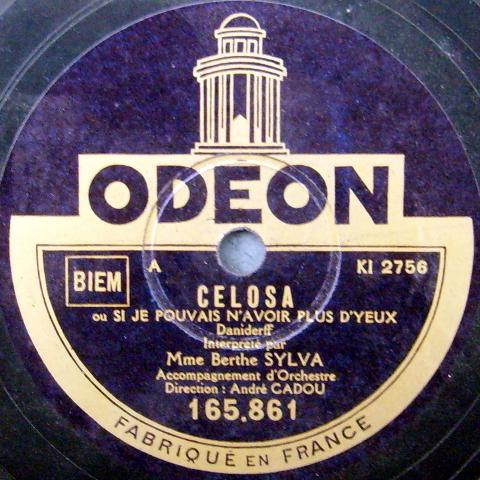 ODEON
BIEM
A
KI 2756
CELOSA
ou SI JE POUVAIS N'AVOIR PLUS D'YEUX
Daniderff
Interprété par
Mme Berthe SYLVA
Accompagnement d'Orchestre
Direction : André CADOU
165.861
FABRIQUÉ EN FRANCE